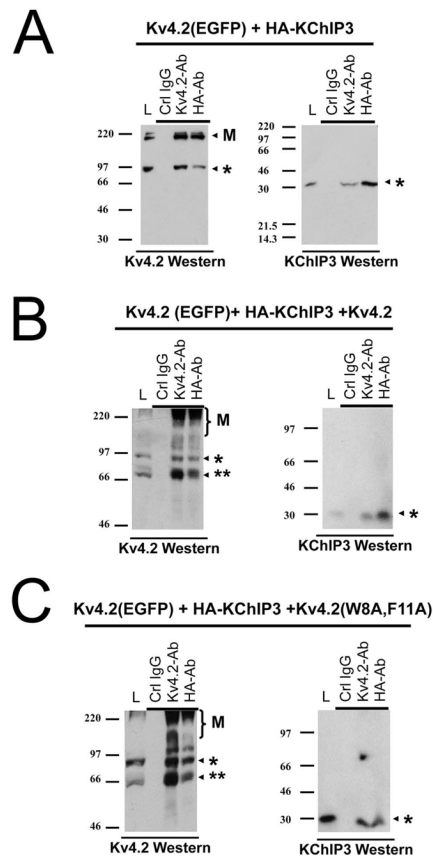 A
Kv4.2(EGFP) + HA-KChIP3
L
Crl IgG
Kv4.2-Ab
HA-Ab
220
97
66
46
30
M
*
Kv4.2 Western
L
Crl IgG
Kv4.2-Ab
HA-Ab
220
97
66
46
30
21.5
14.3
*
KChIP3 Western
B
Kv4.2 (EGFP)+ HA-KChIP3 +Kv4.2
L
Crl IgG
Kv4.2-Ab
HA-Ab
220
97
66
46
M
*
**
Kv4.2 Western
L
Crl IgG
Kv4.2-Ab
HA-Ab
97
66
46
30
*
KChIP3 Western
C
Kv4.2(EGFP) + HA-KChIP3 +Kv4.2(W8A,F11A)
L
Crl IgG
Kv4.2-Ab
HA-Ab
220
97
66
46
M
*
**
Kv4.2 Western
L
Crl IgG
Kv4.2-Ab
HA-Ab
97
66
46
30
*
KChIP3 Western